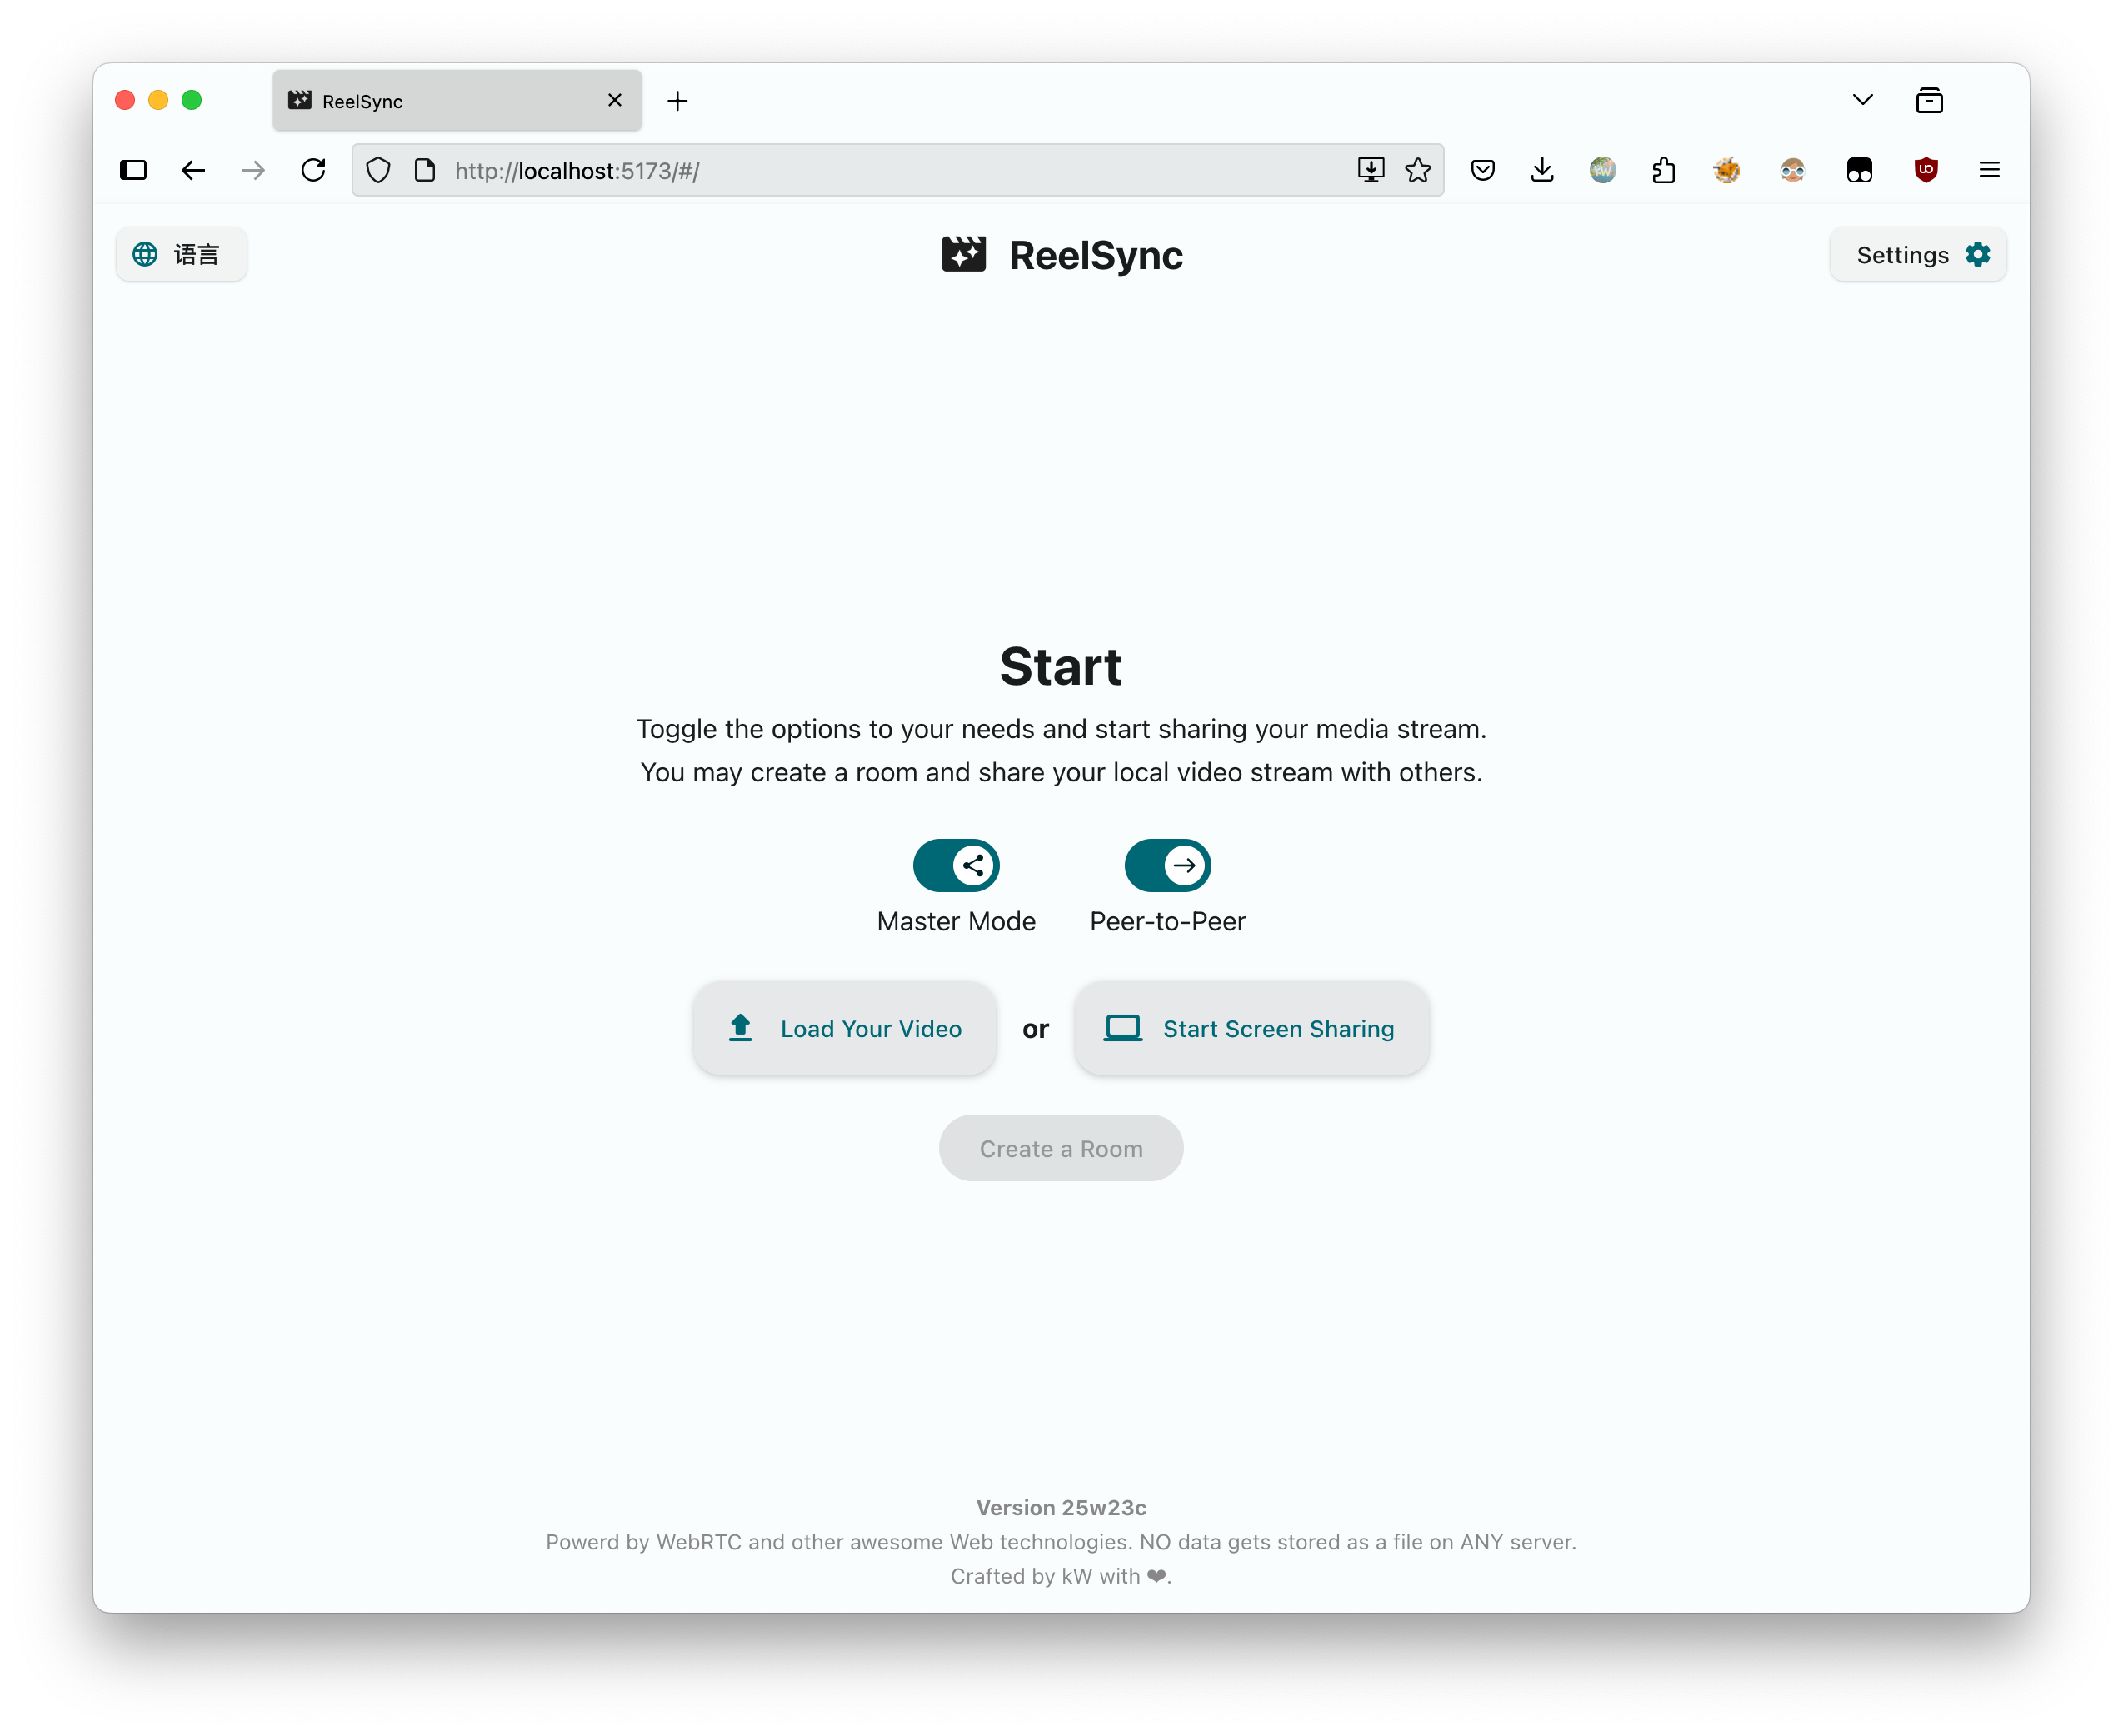 ReelSync
http://localhost:5173/#/
语言
ReelSync
Settings
Start
Toggle the options to your needs and start sharing your media stream.
You may create a room and share your local video stream with others.
Master Mode
Peer-to-Peer
Load Your Video
or
Start Screen Sharing
Create a Room
Version 25w23c
Powerd by WebRTC and other awesome Web technologies. NO data gets stored as a file on ANY server.
Crafted by kW with ❤.